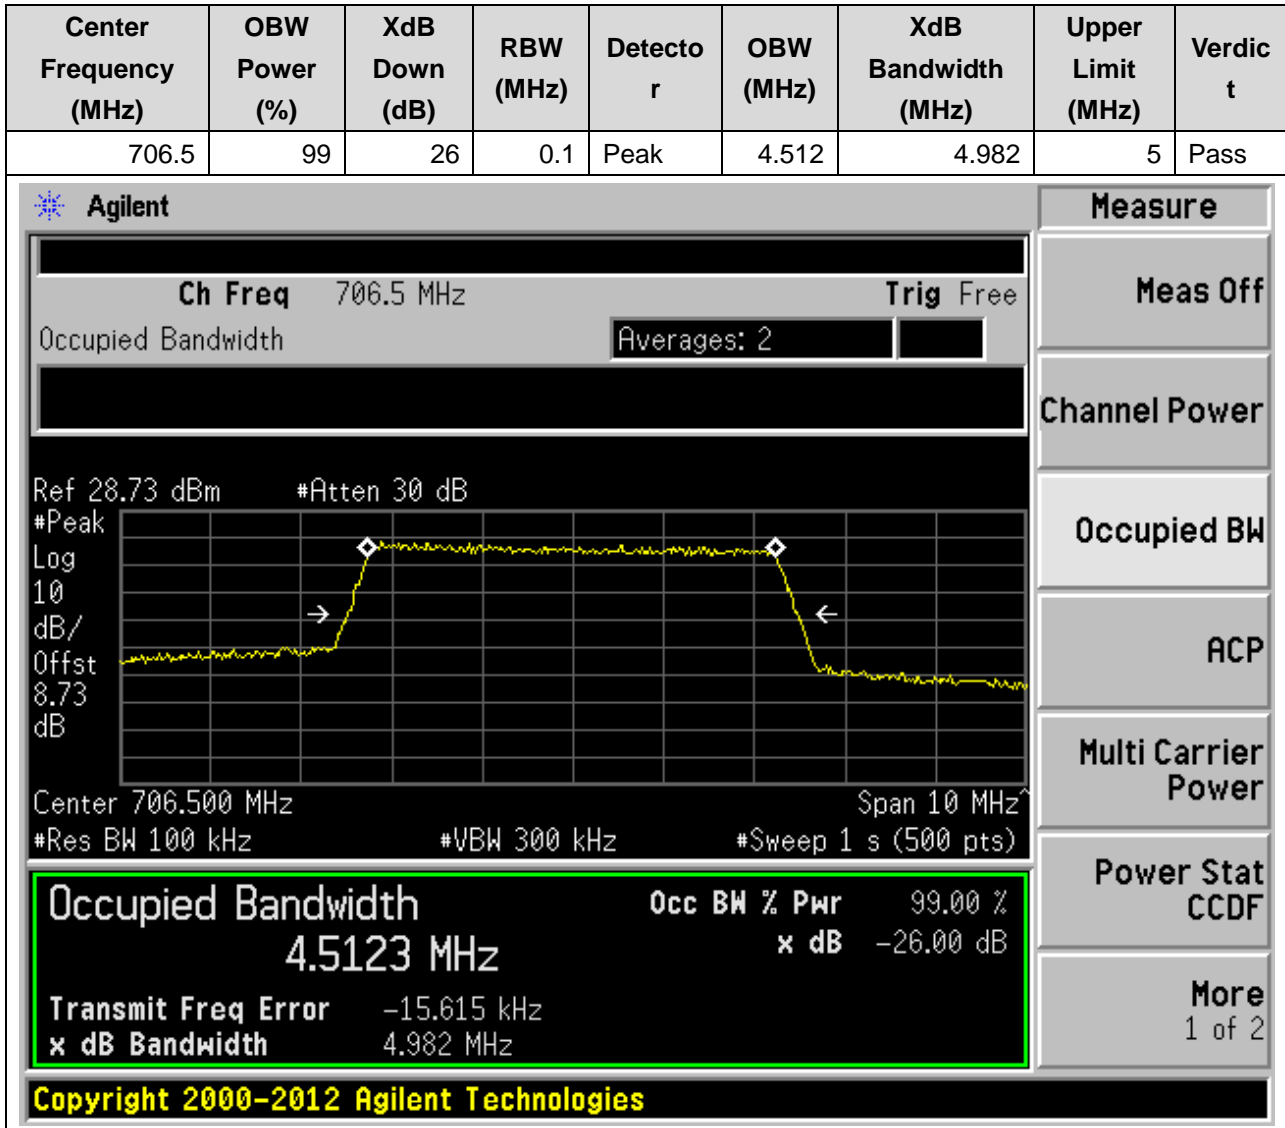 Center Frequency (MHz) OBW Power (%) XdB Down (dB) RBW (MHz) Detecto r OBW (MHz) XdB Bandwidth (MHz) Upper Limit (MHz) Verdic t
706.5 99 26 0.1 Peak 4.512 4.982 5 Pass
Agilent
Measure
Ch Freq 706.5 MHz Trig Free
Meas Off
Occupied Bandwidth Averages: 2
Channel Power
Ref 28.73 dBm #Atten 30 dB
#Peak
Log
10
dB/
Offst
8.73
dB
Occupied BW
ACP
Multi Carrier
Power
Center 706.500 MHz Span 10 MHz^
#Res BW 100 kHz #VBW 300 kHz #Sweep 1 s (500 pts)
Power Stat
CCDF
Occupied Bandwidth Occ BW % Pwr 99.00 %
4.5123 MHz x dB -26.00 dB
Transmit Freq Error -15.615 kHz
x dB Bandwidth 4.982 MHz
More
1 of 2
Copyright 2000-2012 Agilent Technologies